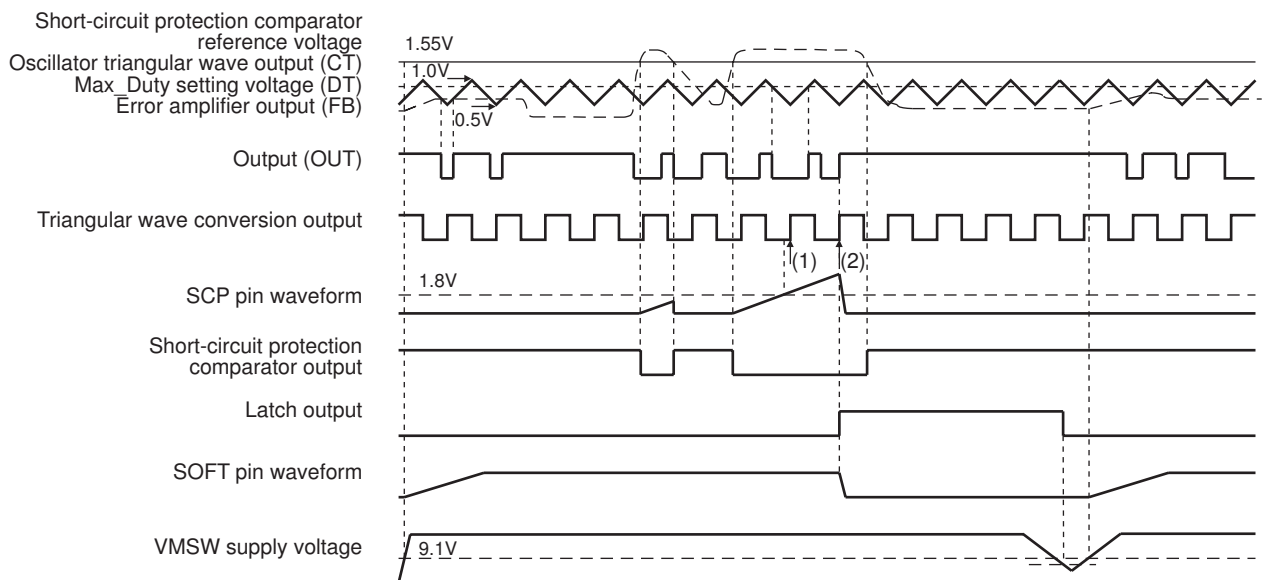 Short-circuit protection comparator
reference voltage
1.55V
Oscillator triangular wave output (CT)
1.0V
Max_Duty setting voltage (DT)
Error amplifier output (FB)
0.5V
Output (OUT)
Triangular wave conversion output
(1)
(2)
1.8V
SCP pin waveform
Short-circuit protection
comparator output
Latch output
SOFT pin waveform
VMSW supply voltage
9.1V